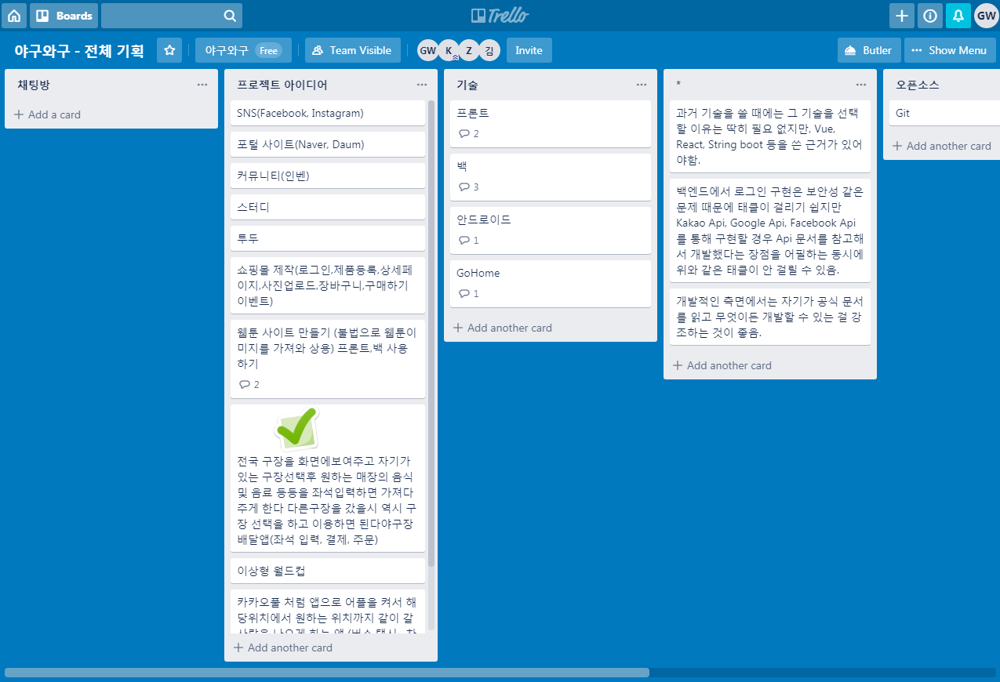 Boards
Trello
GW
야구와구 - 전체 기획
야구와구 Free
Team Visible
GW K Z 김
Invite
Butler
Show Menu
채팅방
Add a card
프로젝트 아이디어
SNS(Facebook, Instagram)
포털 사이트(Naver, Daum)
커뮤니티(인벤)
스터디
투두
쇼핑몰 제작(로그인,제품등록,상세페
이지,사진업로드,장바구니,구매하기
이벤트)
웹툰 사이트 만들기 (불법으로 웹툰이
미지를 가져와 상용) 프론트,백 사용
하기
2
전국 구장을 화면에보여주고 자기가
있는 구장선택후 원하는 매장의 음식
및 음료 등등을 좌석입력하면 가져다
주게 한다 다른구장을 갔을시 역시 구
장 선택을 하고 이용하면 된다야구장
배달앱(좌석 입력, 결제, 주문)
이상형 월드컵
카카오풀 처럼 앱으로 어플을 켜서 해
당위치에서 원하는 위치까지 같이 갈
Add another card
기술
프론트
2
백
3
안드로이드
1
GoHome
1
Add another card
*
과거 기술을 쓸 때에는 그 기술을 선택
할 이유는 딱히 필요 없지만, Vue,
React, String boot 등을 쓴 근거가 있어
야함.
백엔드에서 로그인 구현은 보안성 같은
문제 때문에 태클이 걸리기 쉽지만
Kakao Api, Google Api, Facebook Api
를 통해 구현할 경우 Api 문서를 참고해
서 개발했다는 장점을 어필하는 동시에
위와 같은 태클이 안 걸릴 수 있음.
개발적인 측면에서는 자기가 공식 문서
를 읽고 무엇이든 개발할 수 있는 걸 강
조하는 것이 좋음.
Add another card
오픈소스
Git
Add another card